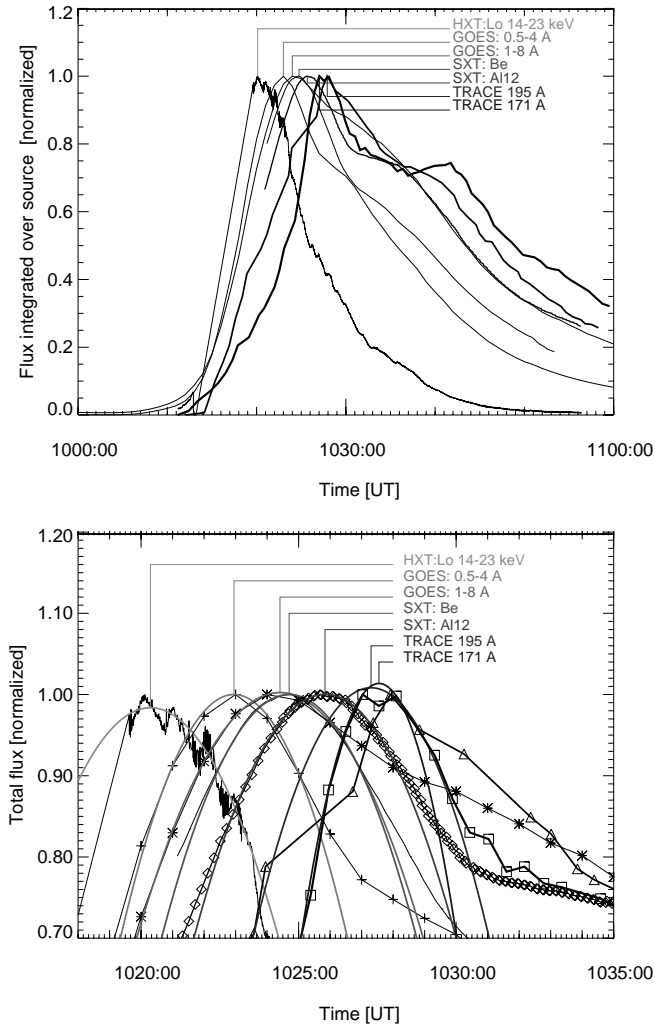 1.2
HXT:Lo 14-23 keV
GOES: 0.5-4 A
GOES: 1-8 A
SXT: Be
SXT: Al12
TRACE 195 A
TRACE 171 A
1.0
0.8
0.6
0.4
0.2
0.0
Flux integrated over source [normalized]
1000:00 1030:00 1100:00
Time [UT]
1.20
HXT:Lo 14-23 keV
GOES: 0.5-4 A
GOES: 1-8 A
SXT: Be
SXT: Al12
TRACE 195 A
TRACE 171 A
1.10
1.00
0.90
0.80
0.70
Total flux [normalized]
1020:00 1025:00 1030:00 1035:00
Time [UT]